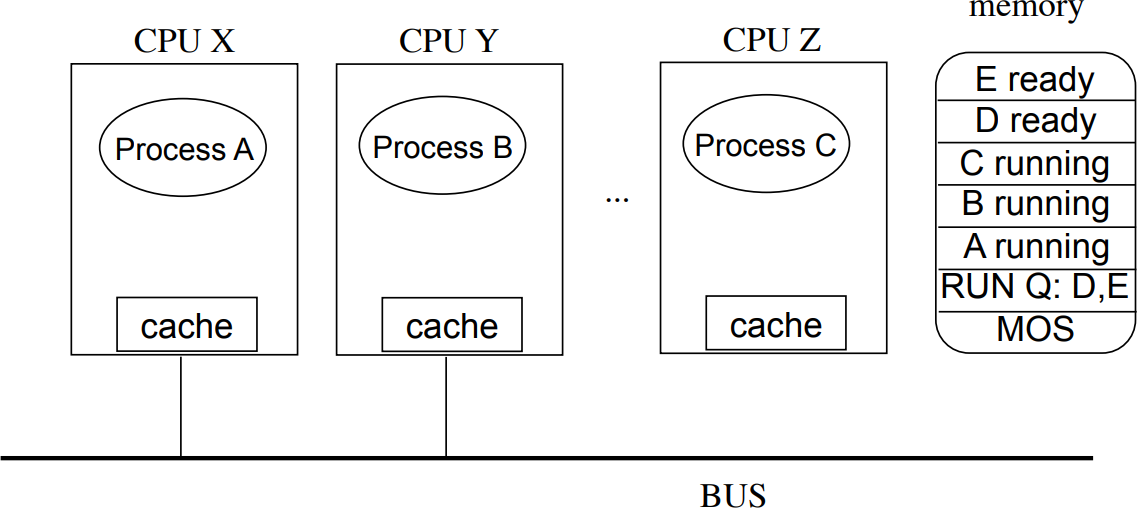 memory
CPU X
CPU Y
CPU Z
Process A
Process B
Process C
...
cache
cache
cache
E ready
D ready
C running
B running
A running
RUN Q: D,E
MOS
BUS